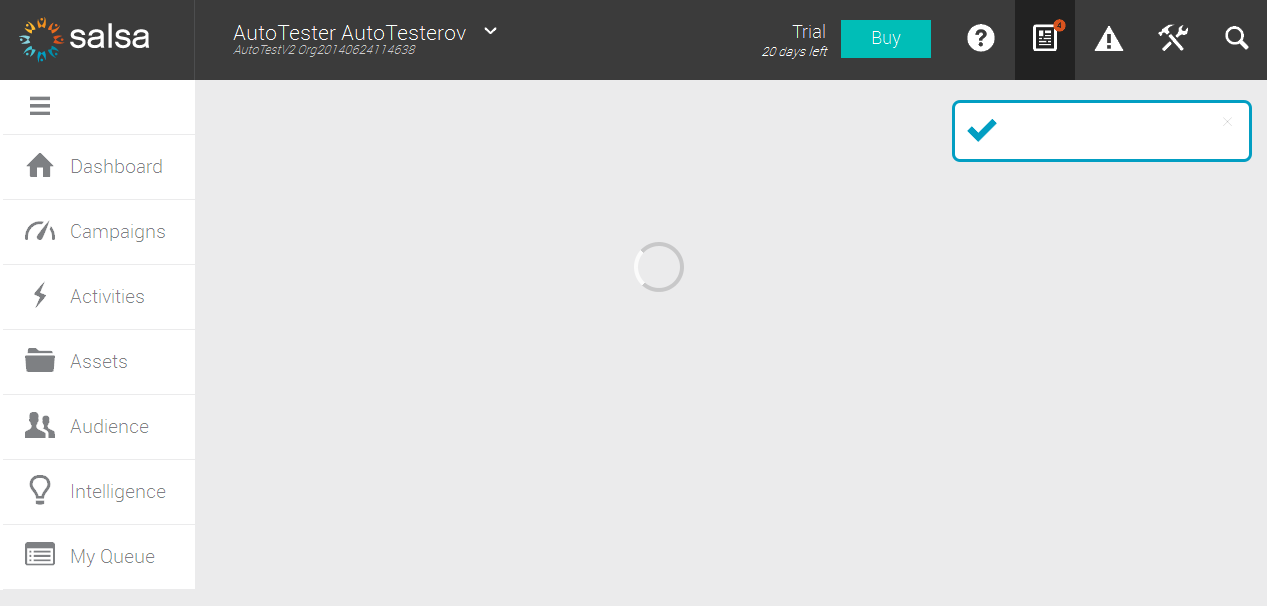 salsa
AutoTester AutoTesterov
AutoTestV2 Org20140624114638
Trial
20 days left
Buy
4
Dashboard
Campaigns
Activities
Assets
Audience
Intelligence
My Queue